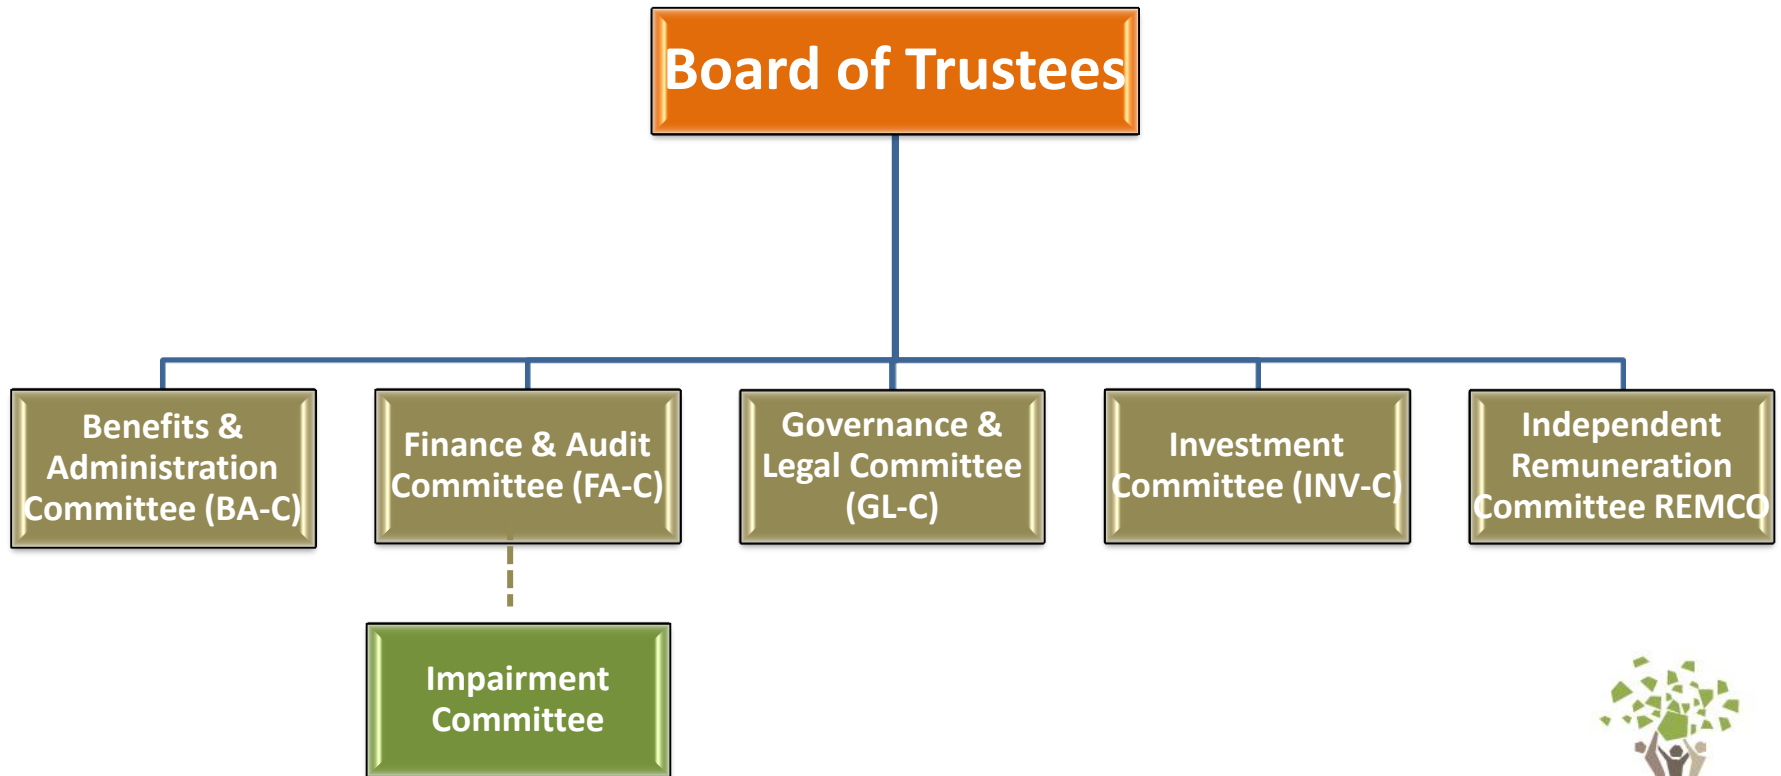 Board of Trustees
Benefits &
Administration
Committee (BA-C)
Finance & Audit
Committee (FA-C)
Governance &
Legal Committee
(GL-C)
Investment
Committee (INV-C)
Independent
Remuneration
Committee REMCO
Impairment
Committee